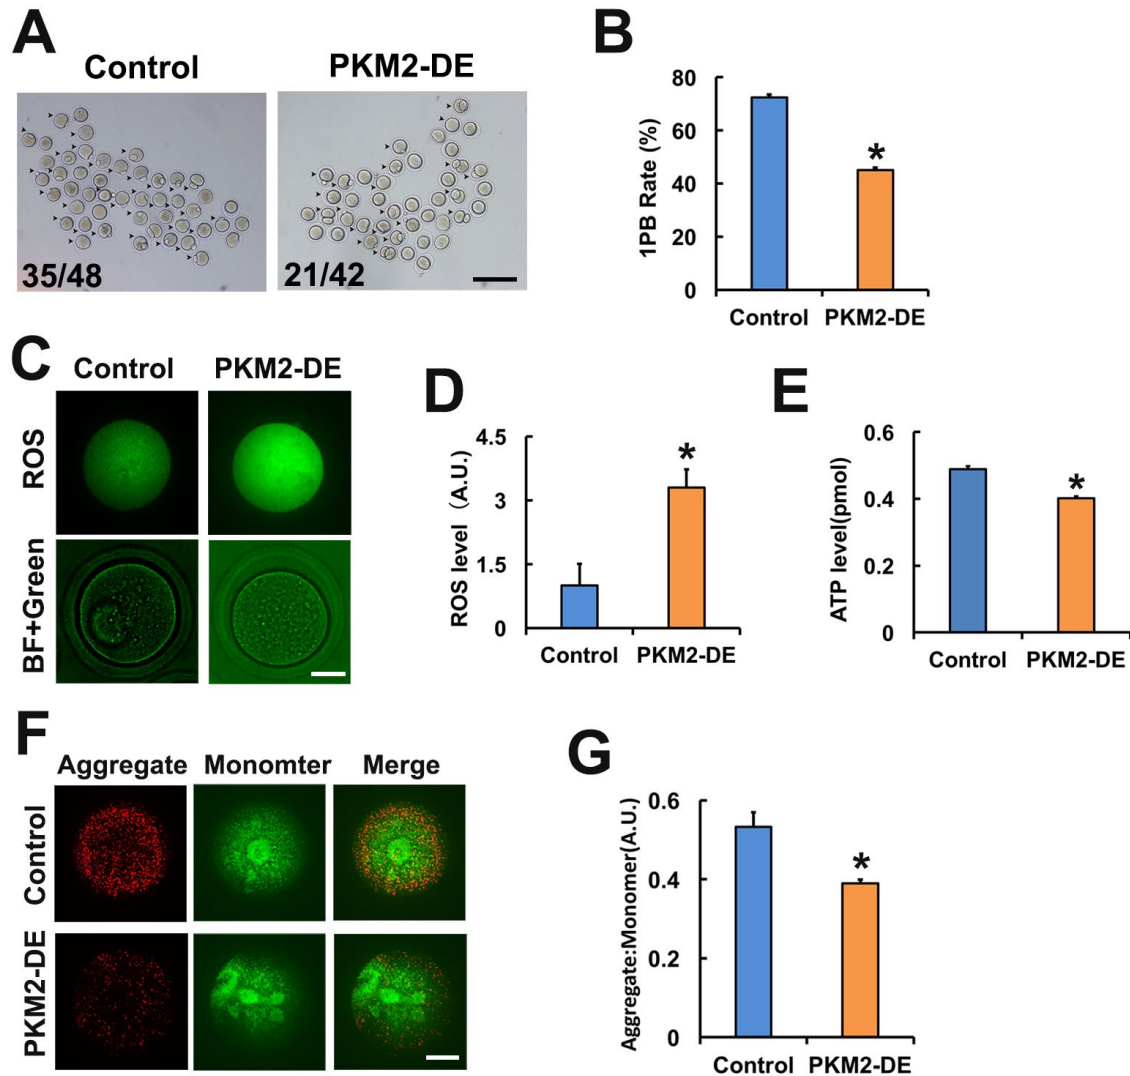 A
Control
PKM2-DE
35/48
21/42
B
1PB Rate (%)
80
60
40
20
0
*
Control
PKM2-DE
C
Control
PKM2-DE
ROS
BF+Green
D
ROS level（A.U.)
4.5
3
1.5
0
*
Control
PKM2-DE
E
ATP level(pmol)
0.6
0.4
0.2
0
*
Control
PKM2-DE
F
Aggregate
Monomter
Merge
Control
PKM2-DE
G
Aggregate:Monomer(A.U.)
0.6
0.4
0.2
0
*
Control
PKM2-DE